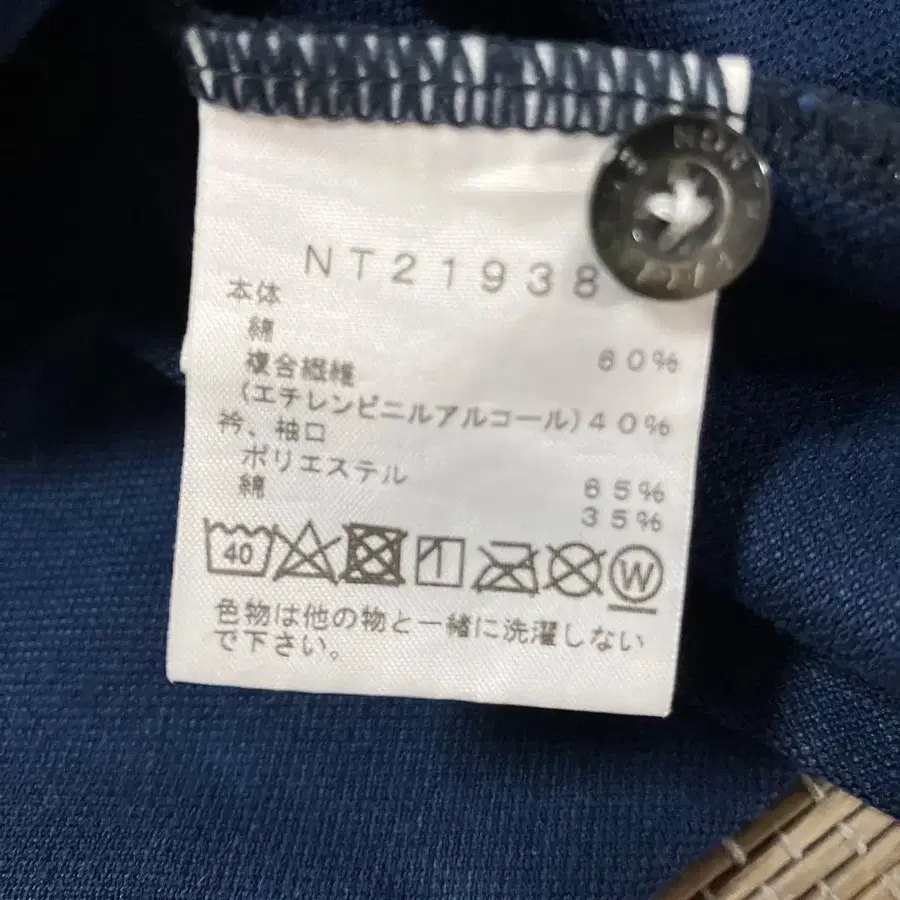 NT21938
本体
綿 60%
複合繊維
(エチレンビニルアルコール)40%
衿、袖口
ポリエステル 65%
綿 35%
40
W
色物は他の物と一緒に洗濯しない
で下さい。